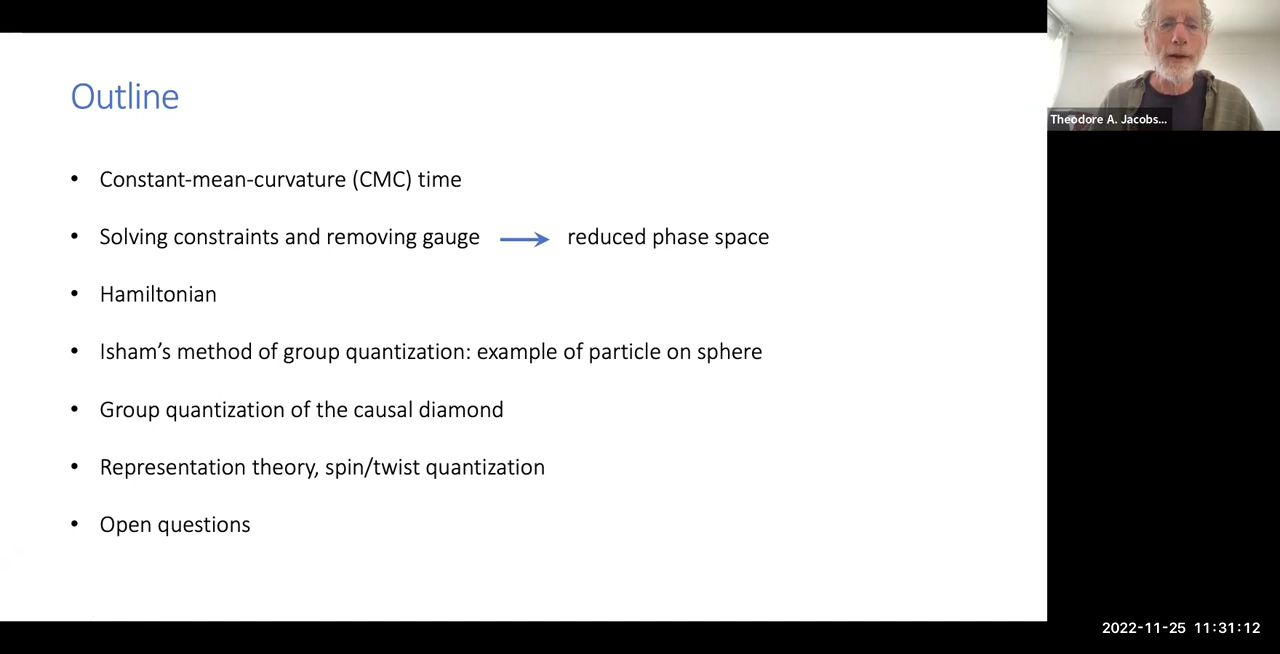 Outline
• Constant-mean-curvature (CMC) time
• Solving constraints and removing gauge → reduced phase space
• Hamiltonian
• Isham’s method of group quantization: example of particle on sphere
• Group quantization of the causal diamond
• Representation theory, spin/twist quantization
• Open questions
Theodore A. Jacobs...
2022-11-25 11:31:12